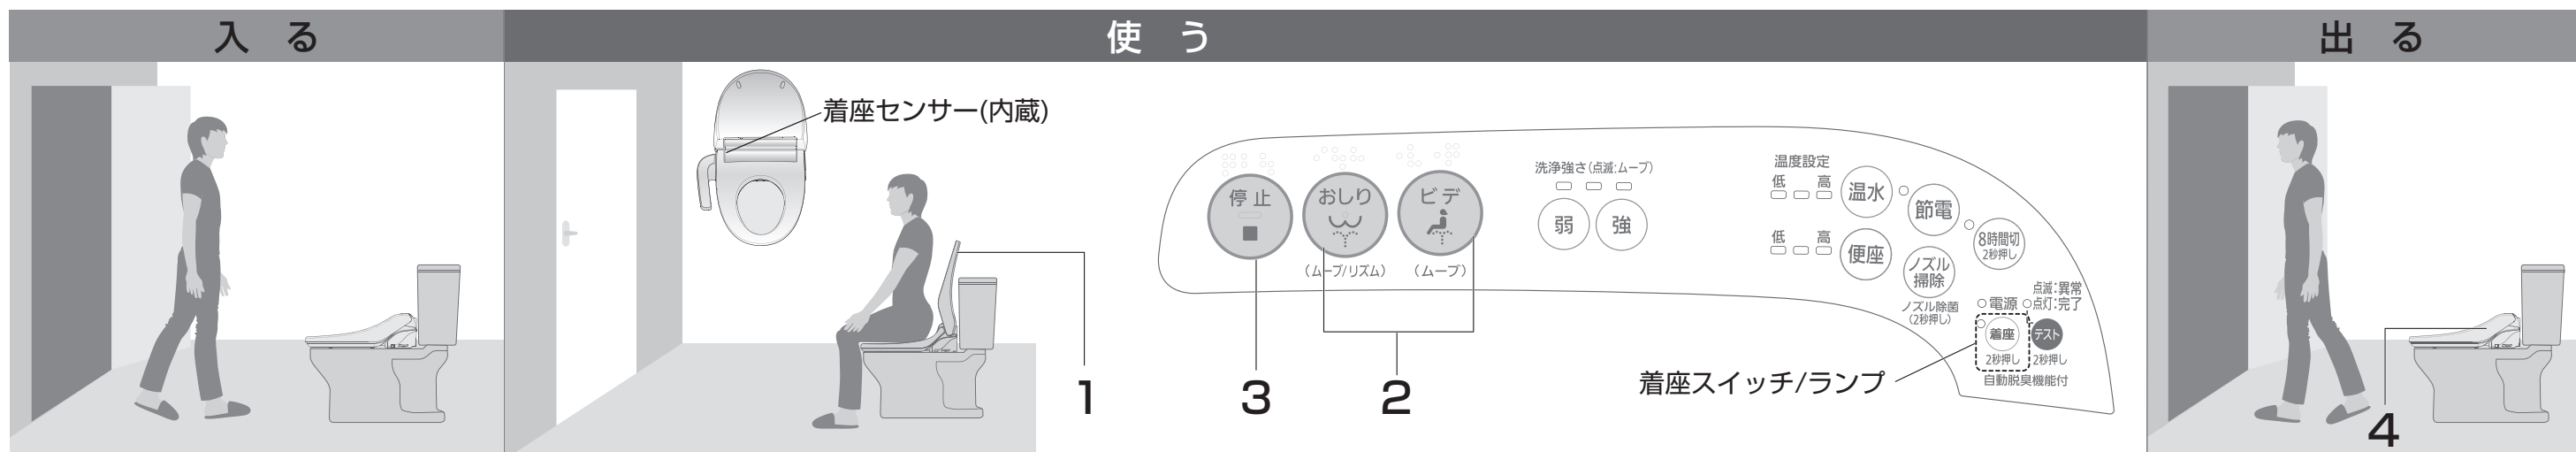 入る
使う
出る
着座センサー(内蔵)
1
停止
おしり
(ムーブ/リズム)
ビデ
(ムーブ)
3
2
洗浄強さ(点滅:ムーブ)
弱
強
温度設定
低 高
温水
節電
8時間切
2秒押し
低 高
便座
ノズル
掃除
ノズル除菌
(2秒押し)
点滅:異常
電源 点灯:完了
着座
テスト
2秒押し 2秒押し
自動脱臭機能付
着座スイッチ/ランプ
4